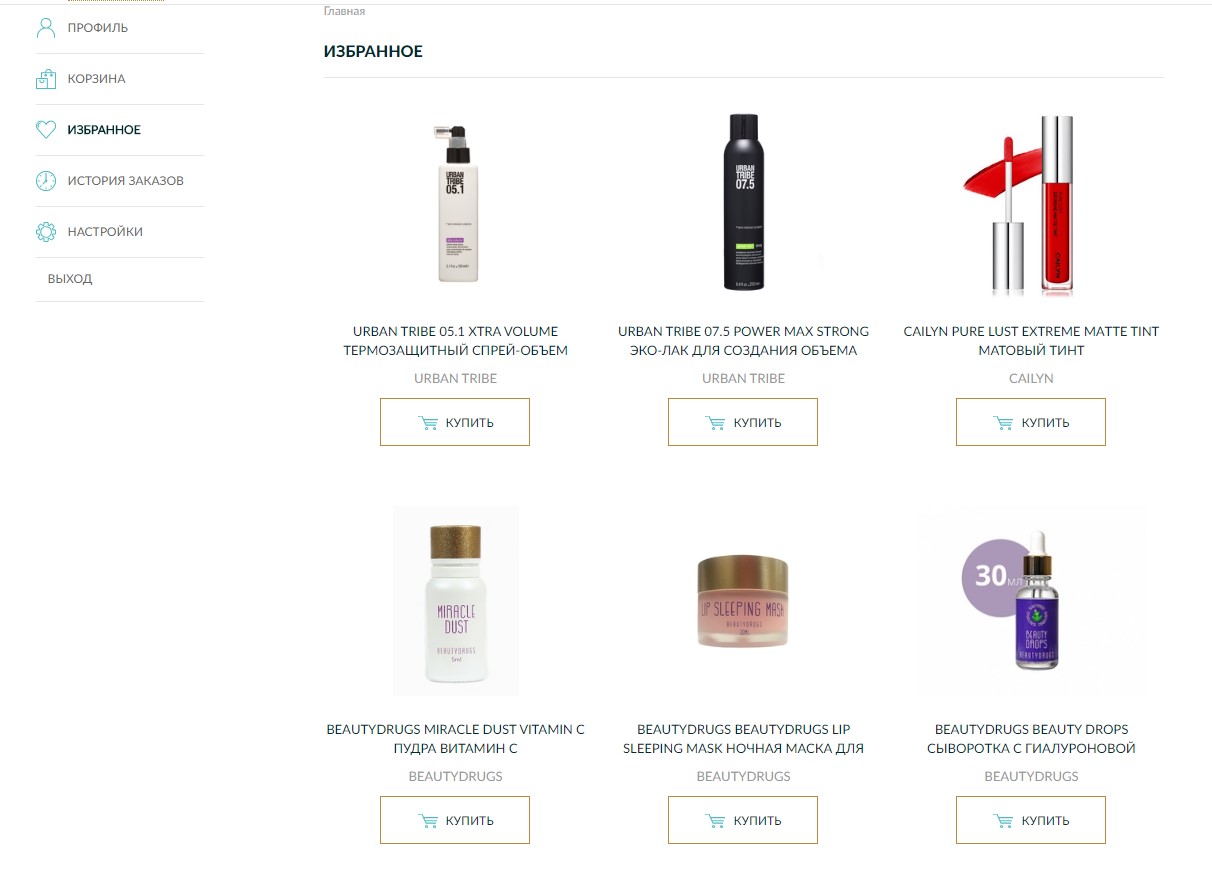 Главная
ПРОФИЛЬ
КОРЗИНА
ИЗБРАННОЕ
ИСТОРИЯ ЗАКАЗОВ
НАСТРОЙКИ
ВЫХОД
ИЗБРАННОЕ
URBAN
TRIBE
05.1
URBAN
TRIBE
07.5
CAILYN
URBAN TRIBE 05.1 XTRA VOLUME
ТЕРМОЗАЩИТНЫЙ СПРЕЙ-ОБЪЕМ
URBAN TRIBE
КУПИТЬ
URBAN TRIBE 07.5 POWER MAX STRONG
ЭКО-ЛАК ДЛЯ СОЗДАНИЯ ОБЪЕМА
URBAN TRIBE
КУПИТЬ
CAILYN PURE LUST EXTREME MATTE TINT
МАТОВЫЙ ТИНТ
CAILYN
КУПИТЬ
MIRACLE
DUST
BEAUTYDRUGS
5ml
LIP SLEEPING MASK
BEAUTYDRUGS
30 МЛ
BEAUTY
DROPS
BEAUTYDRUGS
BEAUTYDRUGS MIRACLE DUST VITAMIN C
ПУДРА ВИТАМИН С
BEAUTYDRUGS
КУПИТЬ
BEAUTYDRUGS BEAUTYDRUGS LIP
SLEEPING MASK НОЧНАЯ МАСКА ДЛЯ
BEAUTYDRUGS
КУПИТЬ
BEAUTYDRUGS BEAUTY DROPS
СЫВОРОТКА С ГИАЛУРОНОВОЙ
BEAUTYDRUGS
КУПИТЬ